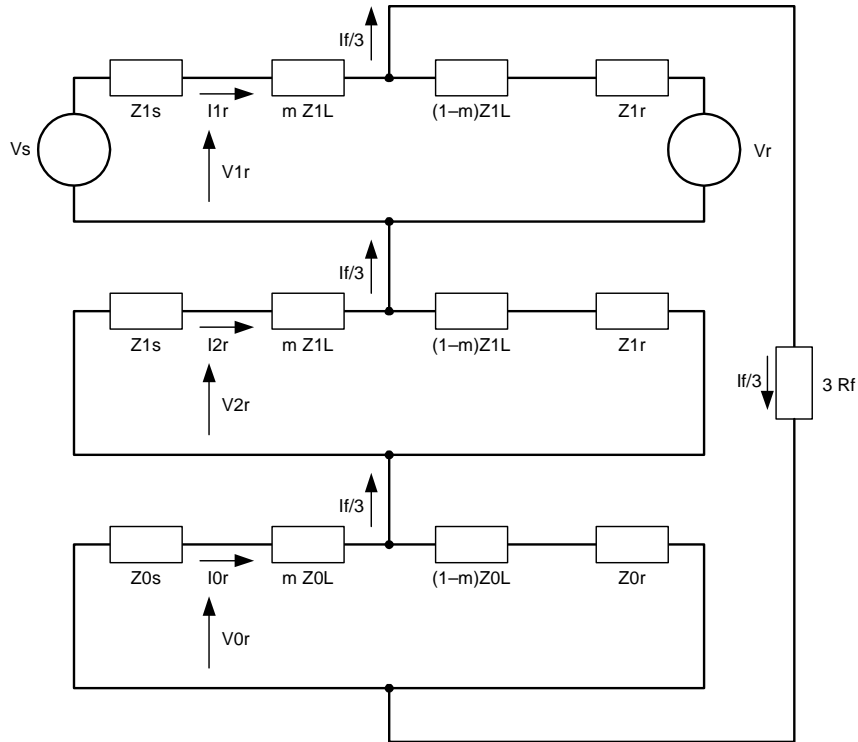 If/3
Z1s
I1r
m Z1L
(1–m)Z1L
Z1r
Vs
V1r
Vr
If/3
Z1s
I2r
m Z1L
(1–m)Z1L
Z1r
V2r
If/3
3 Rf
If/3
Z0s
I0r
m Z0L
(1–m)Z0L
Z0r
V0r